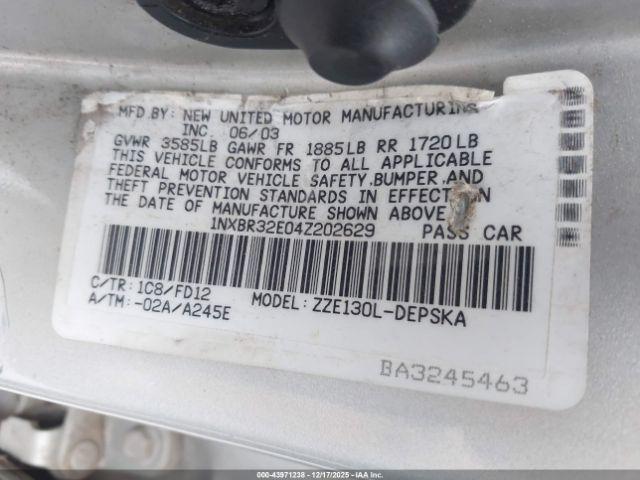 MFD.BY: NEW UNITED MOTOR MANUFACTURING
INC. 06/03
GVWR 3585LB GAWR FR 1885LB RR 1720LB
THIS VEHICLE CONFORMS TO ALL APPLICABLE
FEDERAL MOTOR VEHICLE SAFETY,BUMPER,AND
THEFT PREVENTION STANDARDS IN EFFECT ON
THE DATE OF MANUFACTURE SHOWN ABOVE
1NXBR32E04Z202629 PASS CAR
C/TR: 1C8/FD12 MODEL: ZZE130L-DEPSKA
A/TM: -02A/A245E
BA3245463
000-43971238 - 12/17/2025 - IAAI.COM